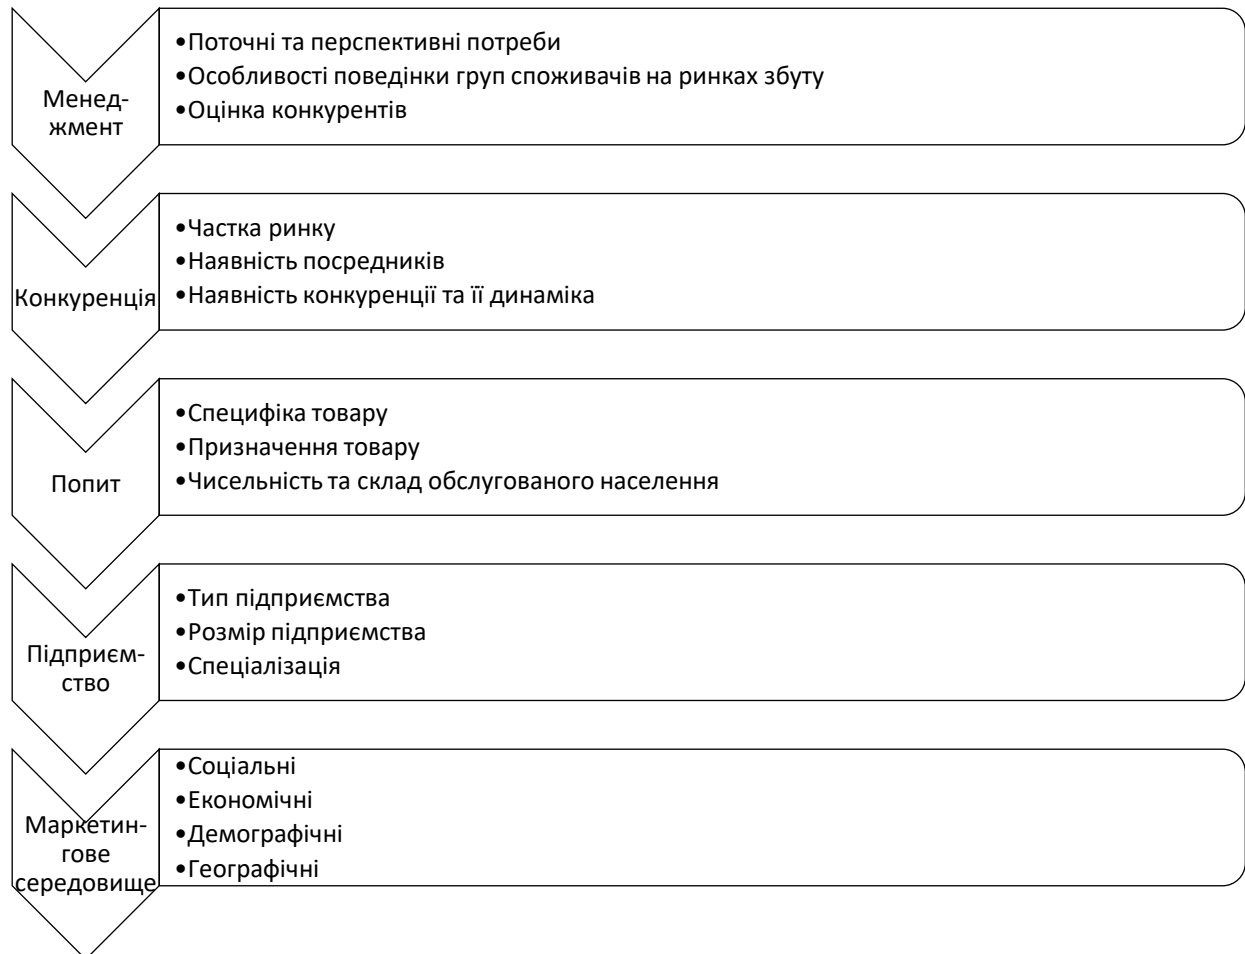 Менед-
жмент
•Поточні та перспективні потреби
•Особливості поведінки груп споживачів на ринках збуту
•Оцінка конкурентів
Конкуренція
•Частка ринку
•Наявність посредників
•Наявність конкуренції та її динаміка
Попит
•Специфіка товару
•Призначення товару
•Чисельність та склад обслугованого населення
Підприєм-
ство
•Тип підприємства
•Розмір підприємства
•Спеціалізація
Маркетин-
гове
середовище
•Соціальні
•Економічні
•Демографічні
•Географічні